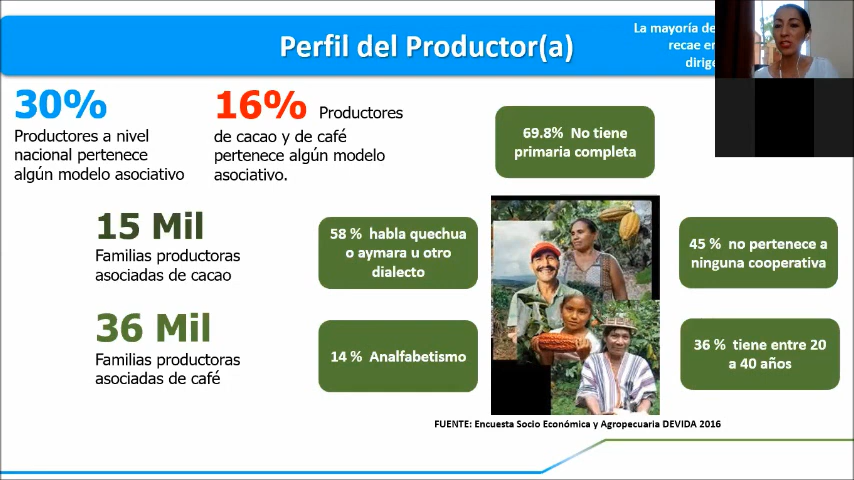 Perfil del Productor(a)
La mayoría de
recae en
30%
Productores a nivel
nacional pertenece
algún modelo asociativo
16% Productores
de cacao y de café
pertenece algún modelo
asociativo.
69.8% No tiene
primaria completa
15 Mil
Familias productoras
asociadas de cacao
58 % habla quechua
o aymara u otro
dialecto
45 % no pertenece a
ninguna cooperativa
36 Mil
Familias productoras
asociadas de café
14 % Analfabetismo
36 % tiene entre 20
a 40 años
FUENTE: Encuesta Socio Económica y Agropecuaria DEVIDA 2016